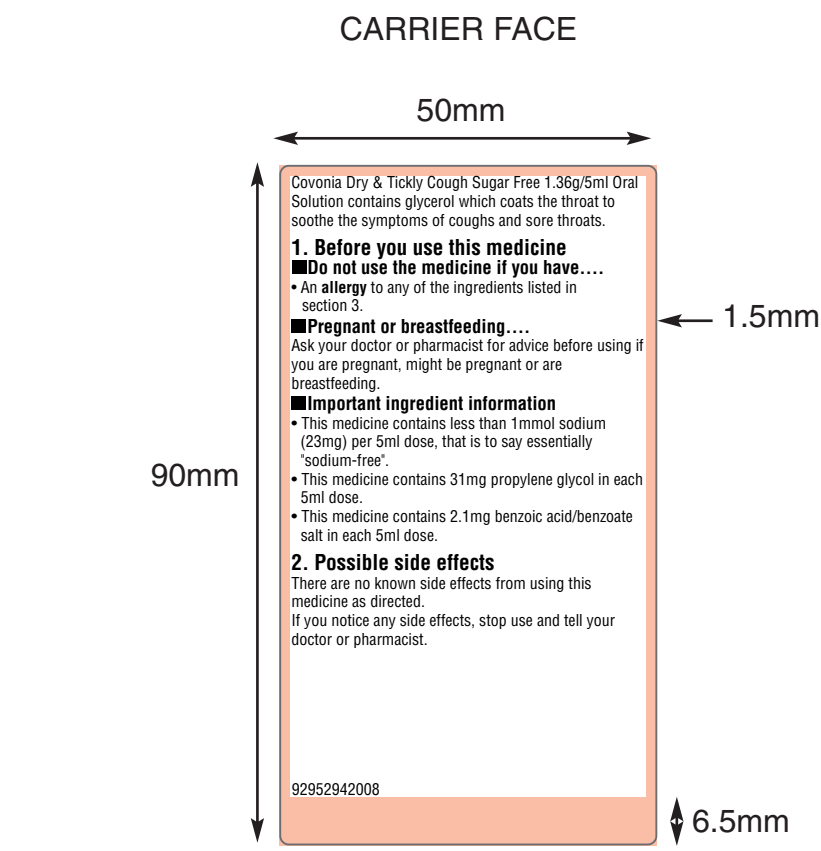 CARRIER FACE
50mm
Covonia Dry & Tickly Cough Sugar Free 1.36g/5ml Oral
Solution contains glycerol which coats the throat to
soothe the symptoms of coughs and sore throats.
1. Before you use this medicine
■Do not use the medicine if you have....
• An allergy to any of the ingredients listed in
section 3.
■Pregnant or breastfeeding....
Ask your doctor or pharmacist for advice before using if
you are pregnant, might be pregnant or are
breastfeeding.
■Important ingredient information
• This medicine contains less than 1mmol sodium
(23mg) per 5ml dose, that is to say essentially
"sodium-free".
• This medicine contains 31mg propylene glycol in each
5ml dose.
• This medicine contains 2.1mg benzoic acid/benzoate
salt in each 5ml dose.
2. Possible side effects
There are no known side effects from using this
medicine as directed.
If you notice any side effects, stop use and tell your
doctor or pharmacist.
92952942008
1.5mm
90mm
6.5mm